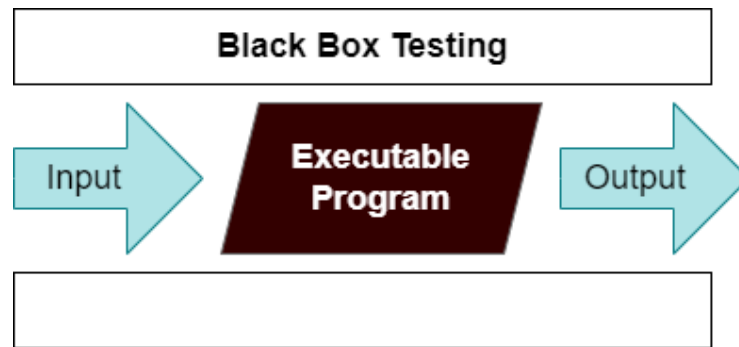 Black Box Testing
Input
Executable
Program
Output